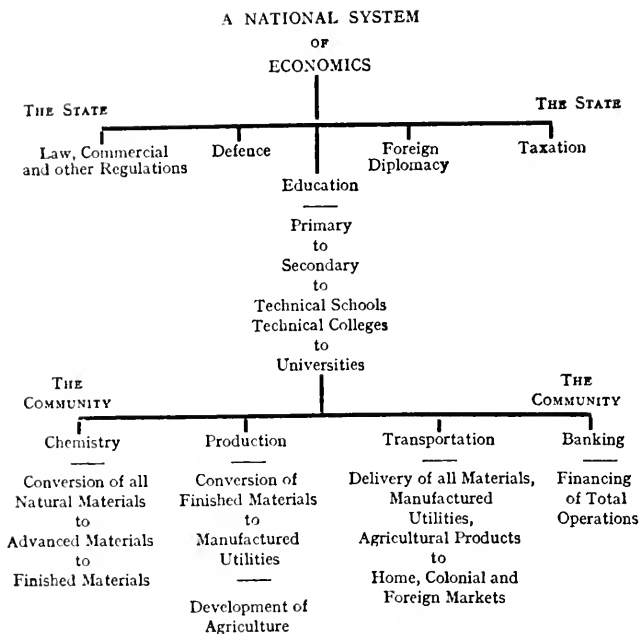 A NATIONAL SYSTEM
OF
ECONOMICS
THE STATE
THE STATE
Law, Commercial
and other Regulations
Defence
Foreign
Diplomacy
Taxation
Education
Primary
to
Secondary
to
Technical Schools
Technical Colleges
to
Universities
THE
COMMUNITY
THE
COMMUNITY
Chemistry
Conversion of all
Natural Materials
to
Advanced Materials
to
Finished Materials
Production
Conversion of
Finished Materials
to
Manufactured
Utilities
Development of
Agriculture
Transportation
Delivery of all Materials,
Manufactured
Utilities,
Agricultural Products
to
Home, Colonial and
Foreign Markets
Banking
Financing
of Total
Operations